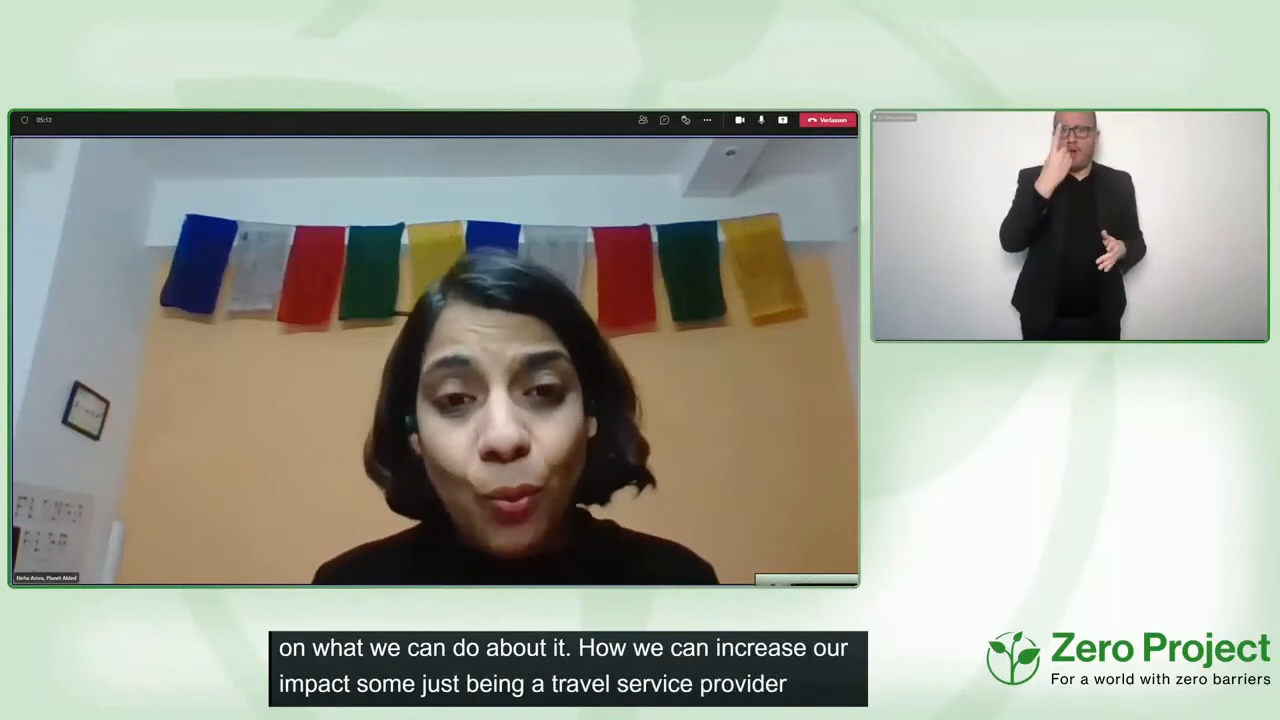 05:13
Verlassen
Neha Arora, Planet Abled
on what we can do about it. How we can increase our
impact some just being a travel service provider
Zero Project
For a world with zero barriers